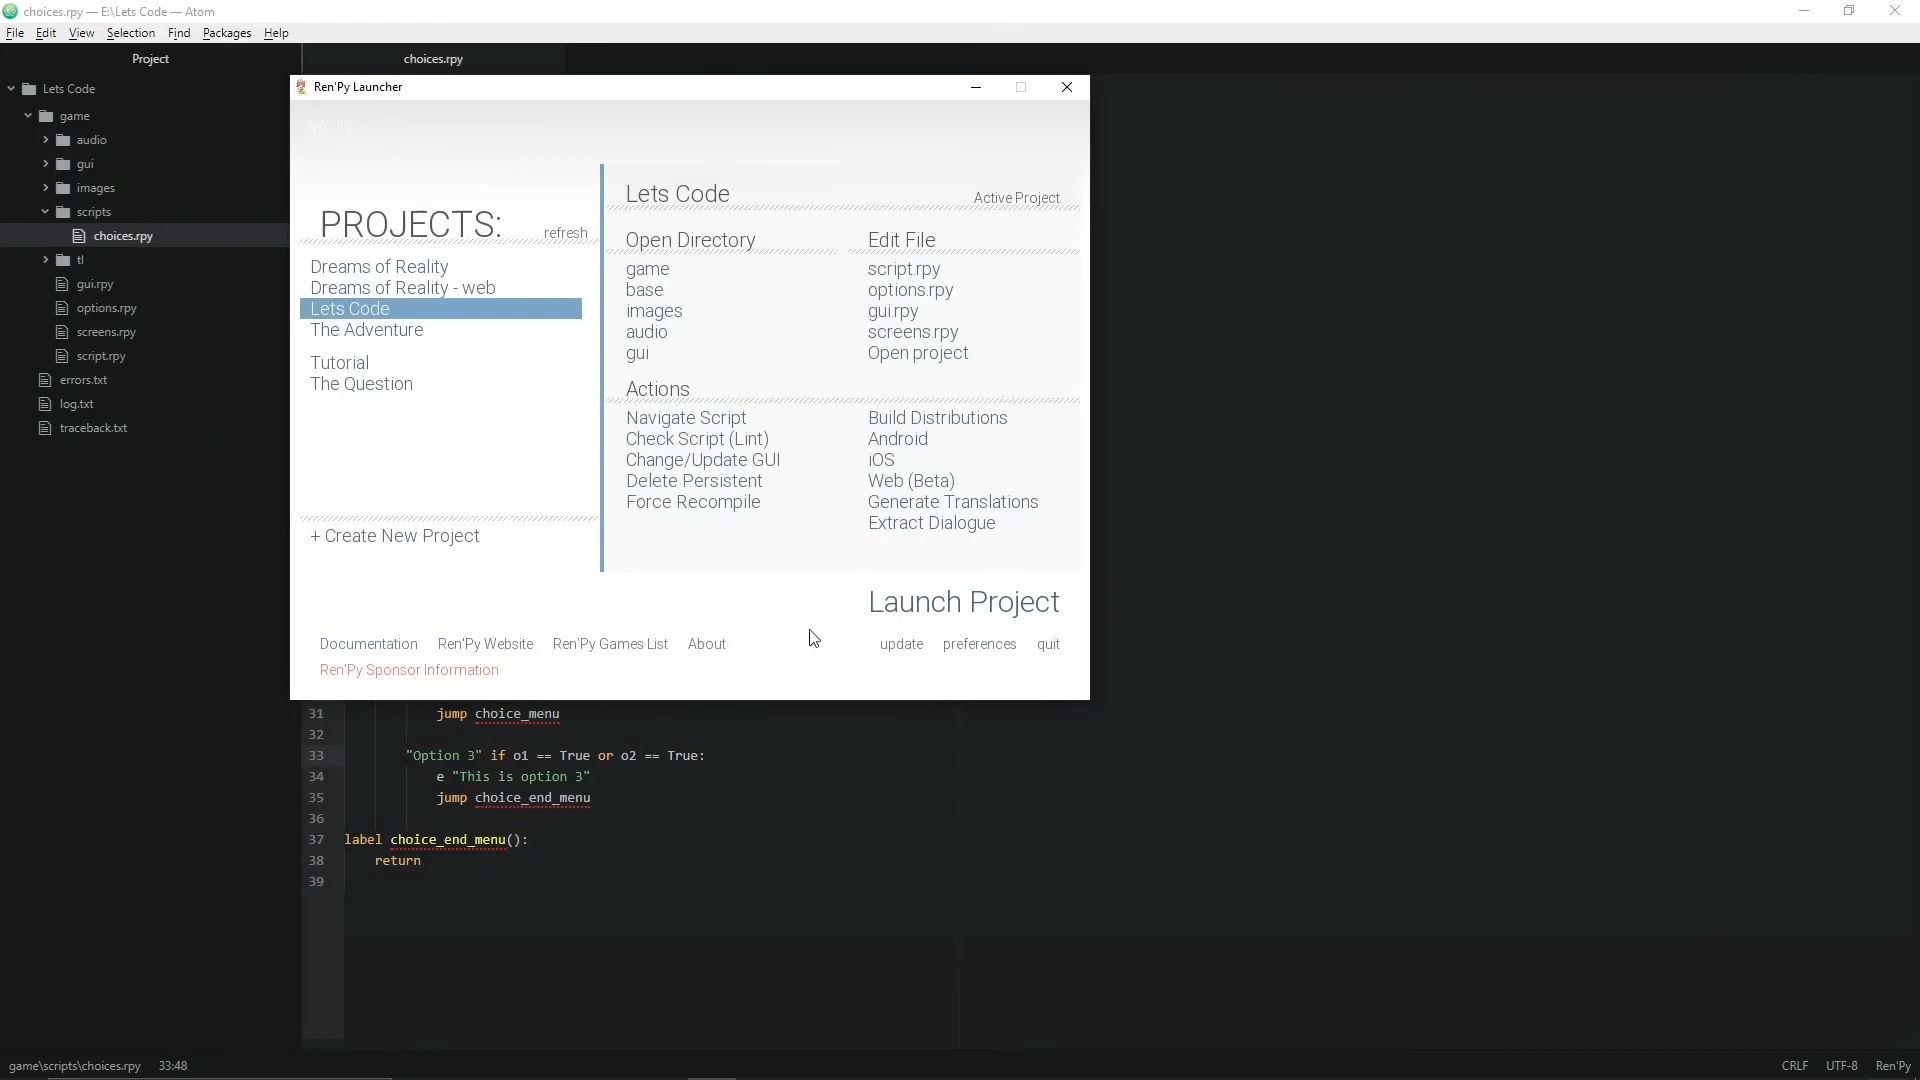 choices.rpy — E:\Lets Code — Atom
File Edit View Selection Find Packages Help
Project
choices.rpy
Lets Code
game
audio
gui
images
scripts
choices.rpy
tl
gui.rpy
options.rpy
screens.rpy
script.rpy
errors.txt
log.txt
traceback.txt
Ren'Py Launcher
PROJECTS:
refresh
Dreams of Reality
Dreams of Reality - web
Lets Code
The Adventure
Tutorial
The Question
+ Create New Project
Lets Code
Active Project
Open Directory
game
base
images
audio
gui
Edit File
script.rpy
options.rpy
gui.rpy
screens.rpy
Open project
Actions
Navigate Script
Check Script (Lint)
Change/Update GUI
Delete Persistent
Force Recompile
Build Distributions
Android
iOS
Web (Beta)
Generate Translations
Extract Dialogue
Launch Project
Documentation Ren'Py Website Ren'Py Games List About
update preferences quit
Ren'Py Sponsor Information
31 jump choice_menu
32
33 "Option 3" if o1 == True or o2 == True:
34 e "This is option 3"
35 jump choice_end_menu
36
37 label choice_end_menu():
38 return
39
game\scripts\choices.rpy 33:48
CRLF UTF-8 Ren'Py